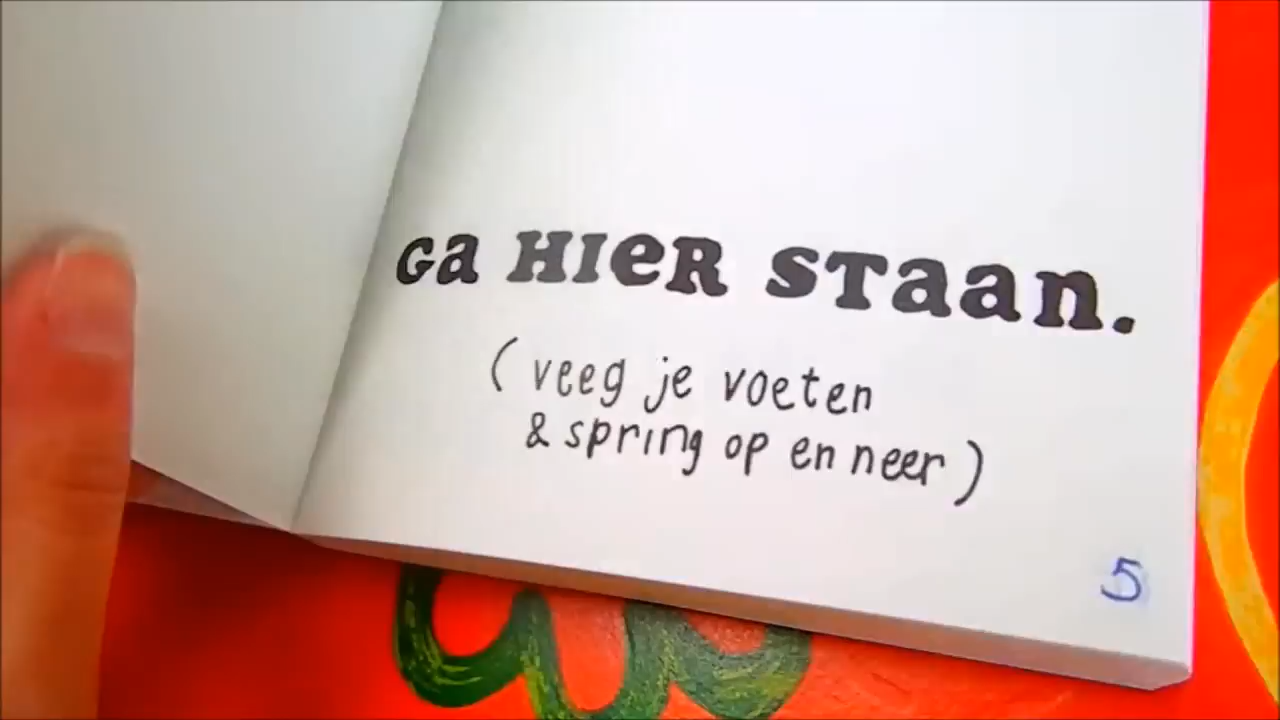 Ga HIER STaan.
( veeg je voeten
& spring op en neer )
5